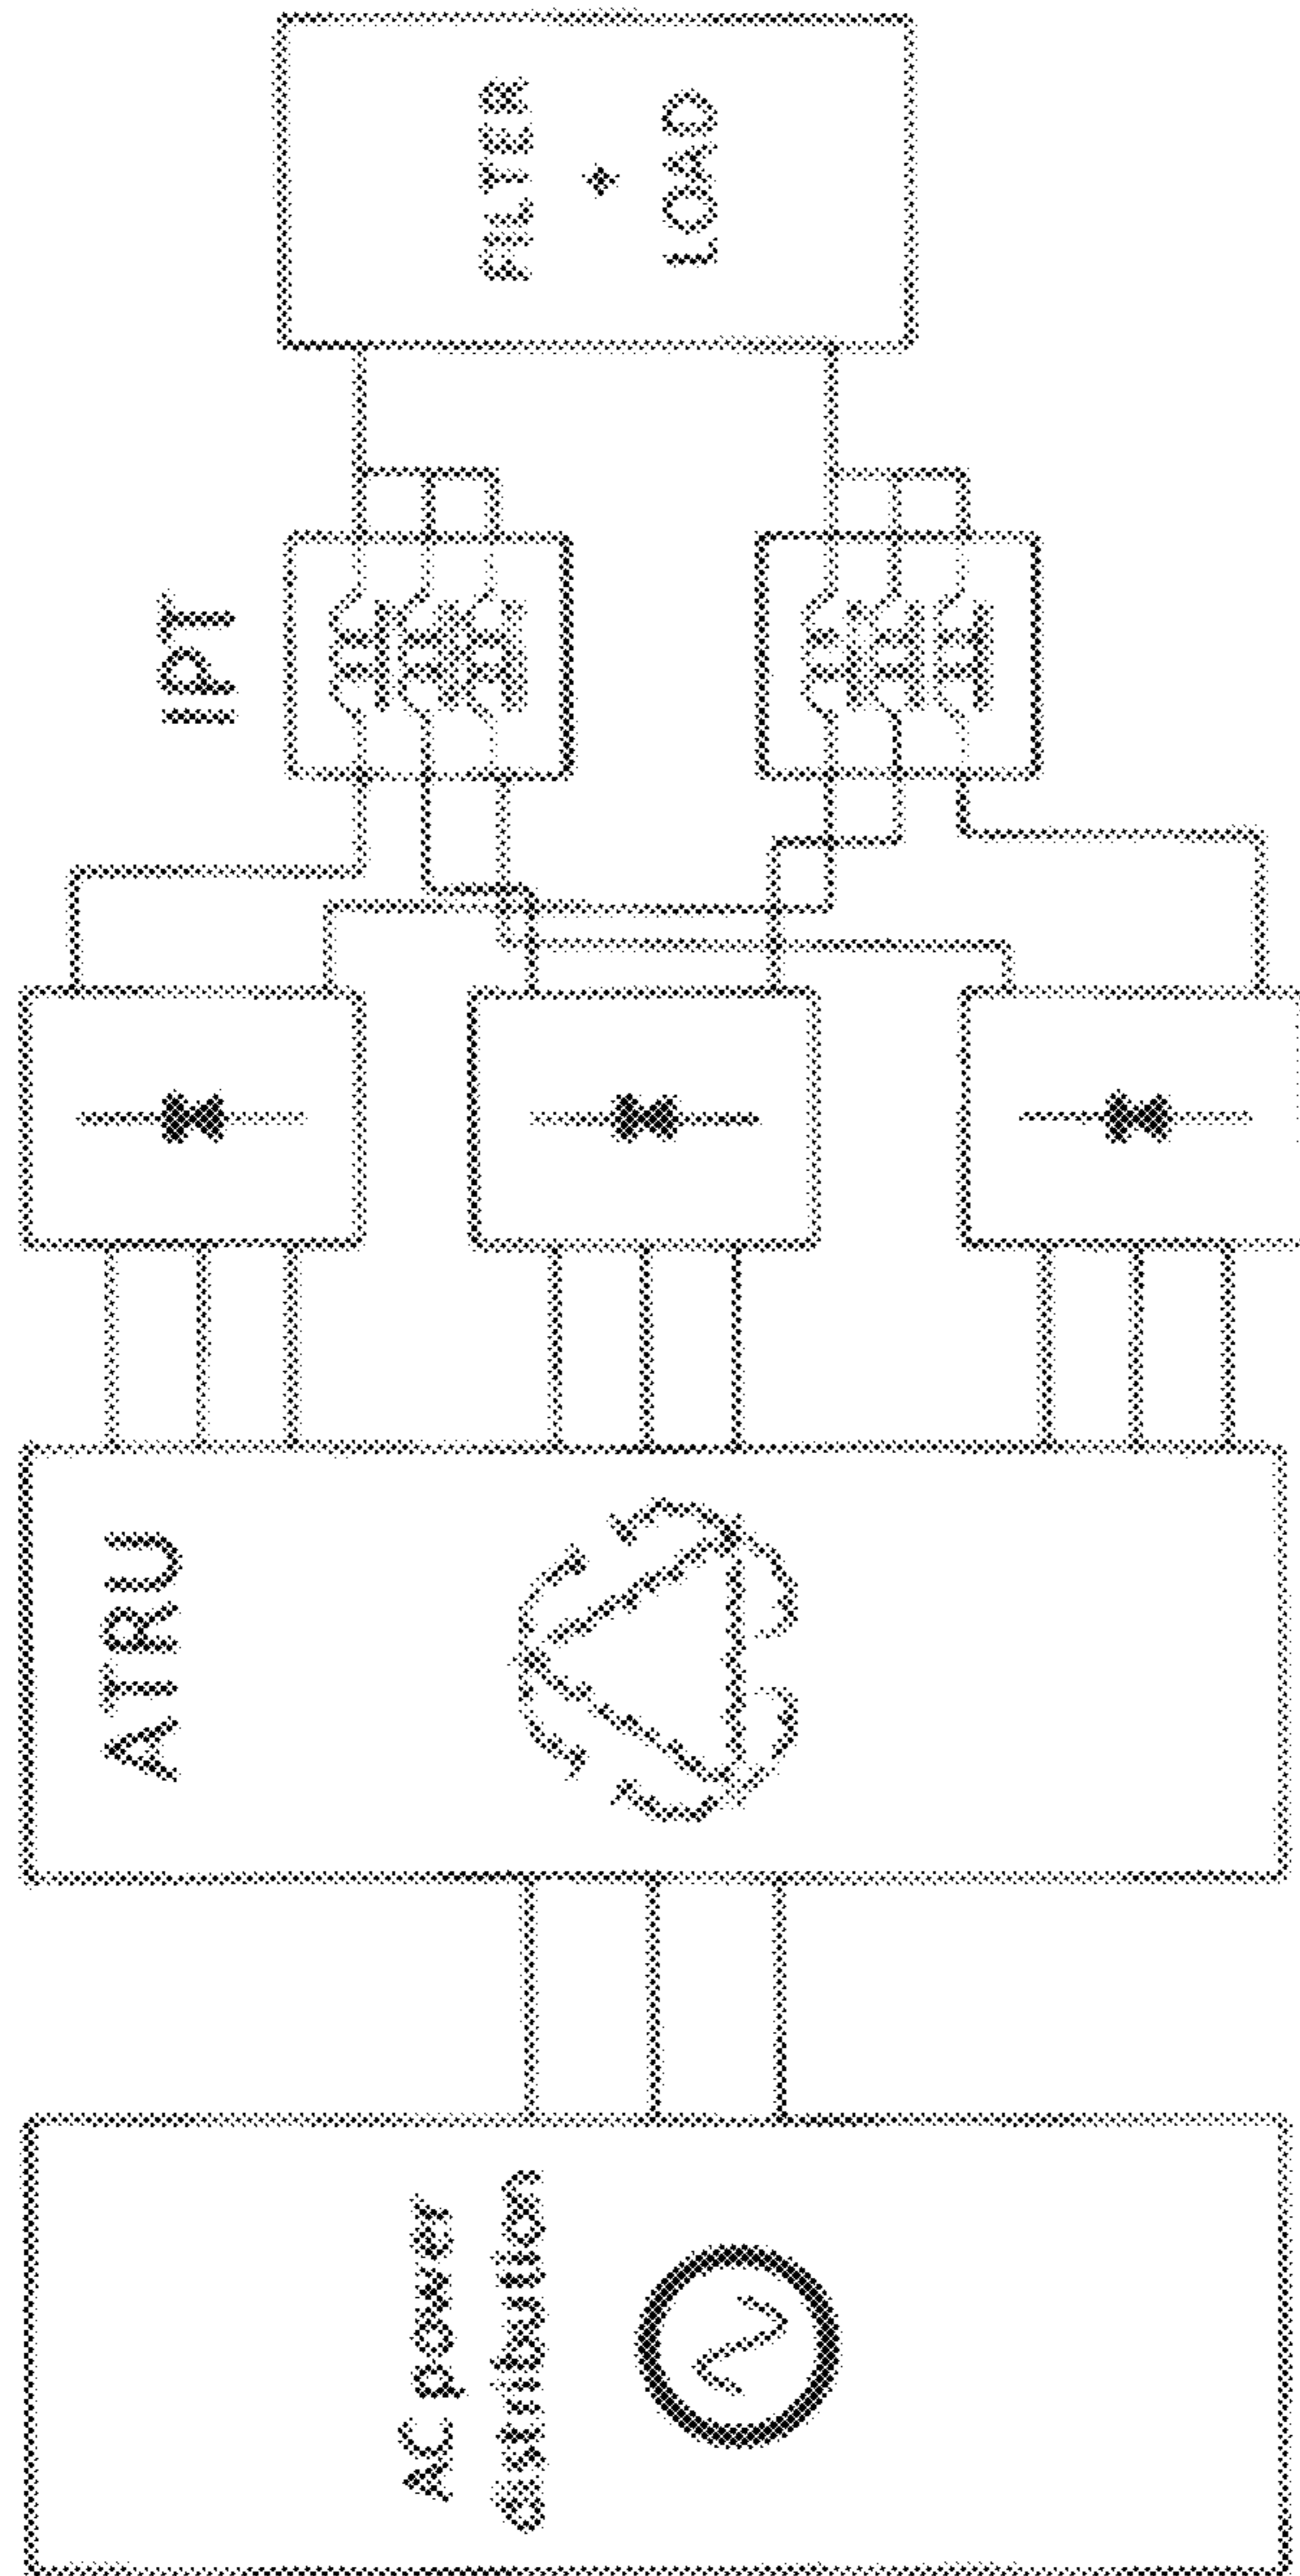 AC power
distribution
ATRU
IPT
FILTER
+
LOAD